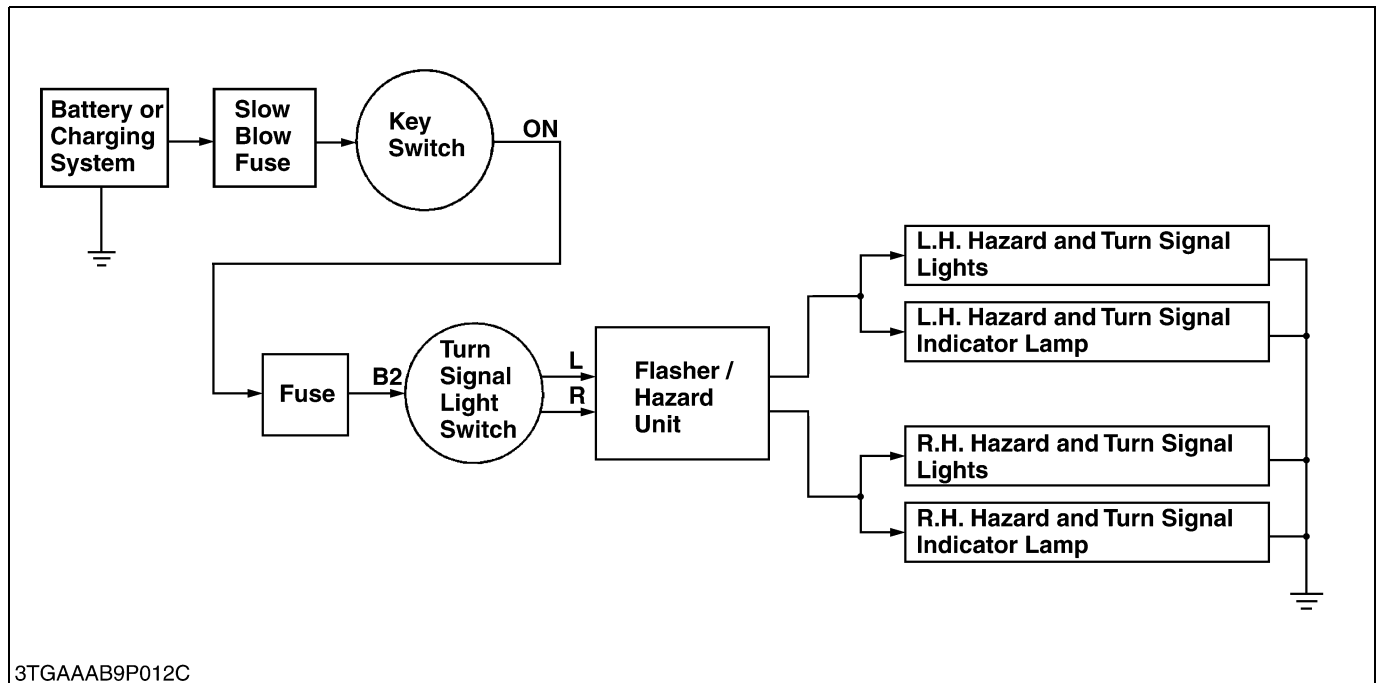 Battery or
Charging
System
Slow
Blow
Fuse
Key
Switch
ON
Fuse
B2
Turn
Signal
Light
Switch
L
R
Flasher /
Hazard
Unit
L.H. Hazard and Turn Signal
Lights
L.H. Hazard and Turn Signal
Indicator Lamp
R.H. Hazard and Turn Signal
Lights
R.H. Hazard and Turn Signal
Indicator Lamp
3TGAAAB9P012C